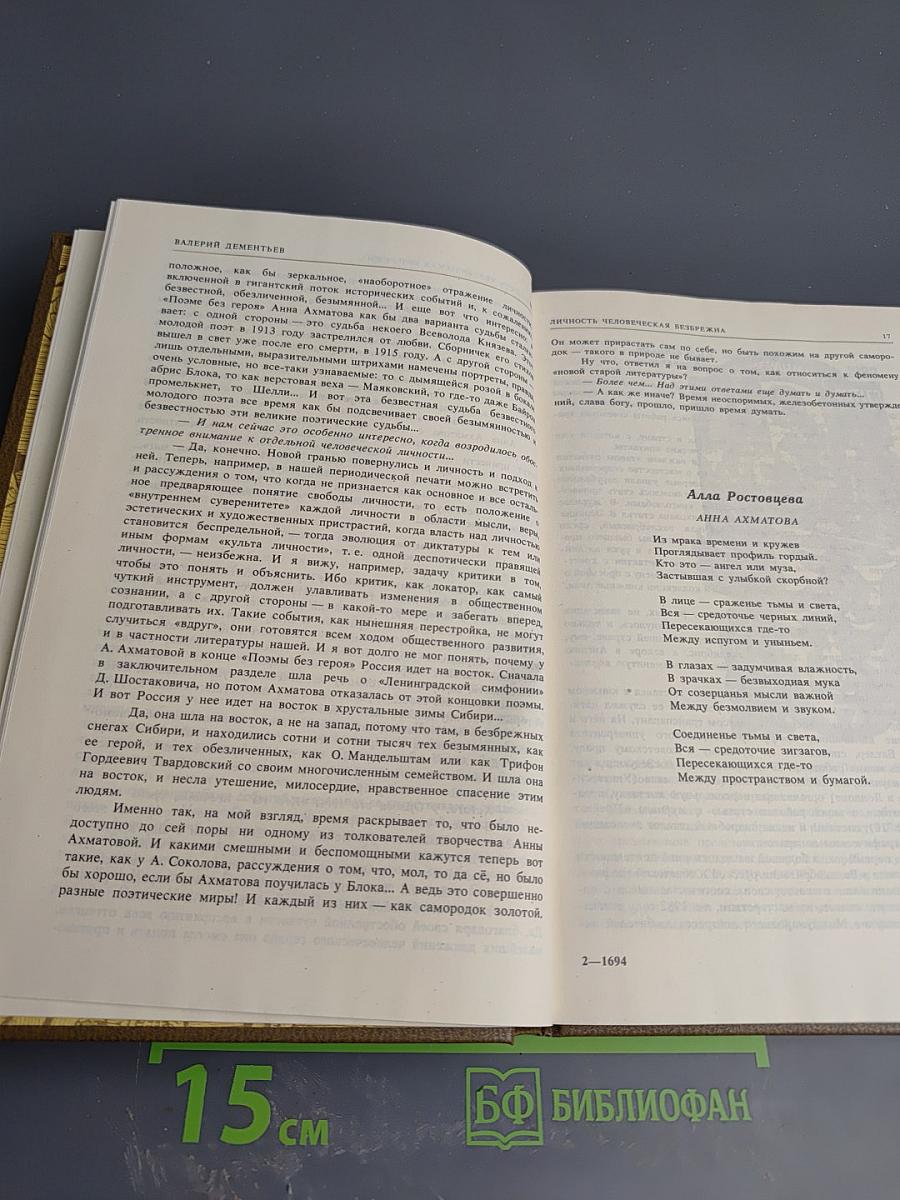 ВАЛЕРИЙ ДЕМЕНТЬЕВ
положное, как бы зеркальное, «наоборотное» отражение личности,
включенной в гигантский поток исторических событий и, к сожалению,
безвестной, обезличенной, безымянной... И еще вот что интересно: в
«Поэме без героя» Анна Ахматова как бы два варианта судьбы
вает: с одной стороны — это судьба некоего Всеволода Князева. Этот
молодой поэт в 1913 году застрелился от любви. Сборничек его стихов
вышел в свет уже после его смерти, в 1915 году. А с другой стороны —
лишь отдельными, выразительными штрихами намечены портреты, правда,
очень условные, но все-таки узнаваемые: то с дымящейся розой в бокале
абрис Блока, то как верстовая веха — Маяковский, то где-то даже Байрон
промелькнет, то Шелли... И вот эта безвестная судьба безвестного
молодого поэта все время как бы подсвечивает своей безымянностью и
безвестностью эти великие поэтические судьбы...
— И нам сейчас это особенно интересно, когда возродилось обос-
тренное внимание к отдельной человеческой личности...
— Да, конечно. Новой гранью повернулись и личность и подход к
ней. Теперь, например, в нашей периодической печати можно встретить
и рассуждения о том, что когда не признается как основное и все осталь-
ное предваряющее понятие свободы личности, то есть положение о
«внутреннем суверенитете» каждой личности в области мысли, веры,
эстетических и художественных пристрастий, когда власть над личностью
становится беспредельной, — тогда эволюция от диктатуры к тем или
иным формам «культа личности», т. е. одной деспотически правящей
личности, — неизбежна. И я вижу, например, задачу критики в том,
чтобы это понять и объяснить. Ибо критик, как локатор, как самый
чуткий инструмент, должен улавливать изменения в общественном
сознании, а с другой стороны — в какой-то мере и забегать вперед,
подготавливать их. Такие события, как нынешняя перестройка, не могут
случиться «вдруг», они готовятся всем ходом общественного развития,
и в частности литературы нашей. И я вот долго не мог понять, почему у
А. Ахматовой в конце «Поэмы без героя» Россия идет на восток. Сначала
в заключительном разделе шла речь о «Ленинградской симфонии»
Д. Шостаковича, но потом Ахматова отказалась от этой концовки поэмы.
И вот Россия у нее идет на восток в хрустальные зимы Сибири...
Да, она шла на восток, а не на запад, потому что там, в безбрежных
снегах Сибири, и находились сотни и сотни тысяч тех безымянных, как
ее герой, и тех обезличенных, как О. Мандельштам или как Трифон
Гордеевич Твардовский со своим многочисленным семейством. И шла она
на восток, и несла утешение, милосердие, нравственное спасение этим
людям.
Именно так, на мой взгляд, время раскрывает то, что было не-
доступно до сей поры ни одному из толкователей творчества Анны
Ахматовой. И какими смешными и беспомощными кажутся теперь вот
такие, как у А. Соколова, рассуждения о том, что, мол, то да сё, но было
бы хорошо, если бы Ахматова поучилась у Блока... А ведь это совершенно
разные поэтические миры! И каждый из них — как самородок золотой.
ЛИЧНОСТЬ ЧЕЛОВЕЧЕСКАЯ БЕЗБРЕЖНА 17
Он может прирастать сам по себе, но быть похожим на другой саморо-
док — такого в природе не бывает.
Ну что, ответил я на вопрос о том, как относиться к феномену
«новой старой литературы»?
— Более чем... Над этими ответами еще думать и думать...
— А как же иначе? Время неоспоримых, железобетонных утвержде-
ний, слава богу, прошло, пришло время думать.
Алла Ростовцева
АННА АХМАТОВА
Из мрака времени и кружев
Проглядывает профиль гордый.
Кто это — ангел или муза,
Застывшая с улыбкой скорбной?
В лице — сраженье тьмы и света,
Вся — средоточье черных линий,
Пересекающихся где-то
Между испугом и уныньем.
В глазах — задумчивая влажность,
В зрачках — безвыходная мука
От созерцанья мысли важной
Между безмолвием и звуком.
Соединенье тьмы и света,
Вся — средоточие зигзагов,
Пересекающихся где-то
Между пространством и бумагой.
2—1694
15 см
БФ БИБЛИОФАН